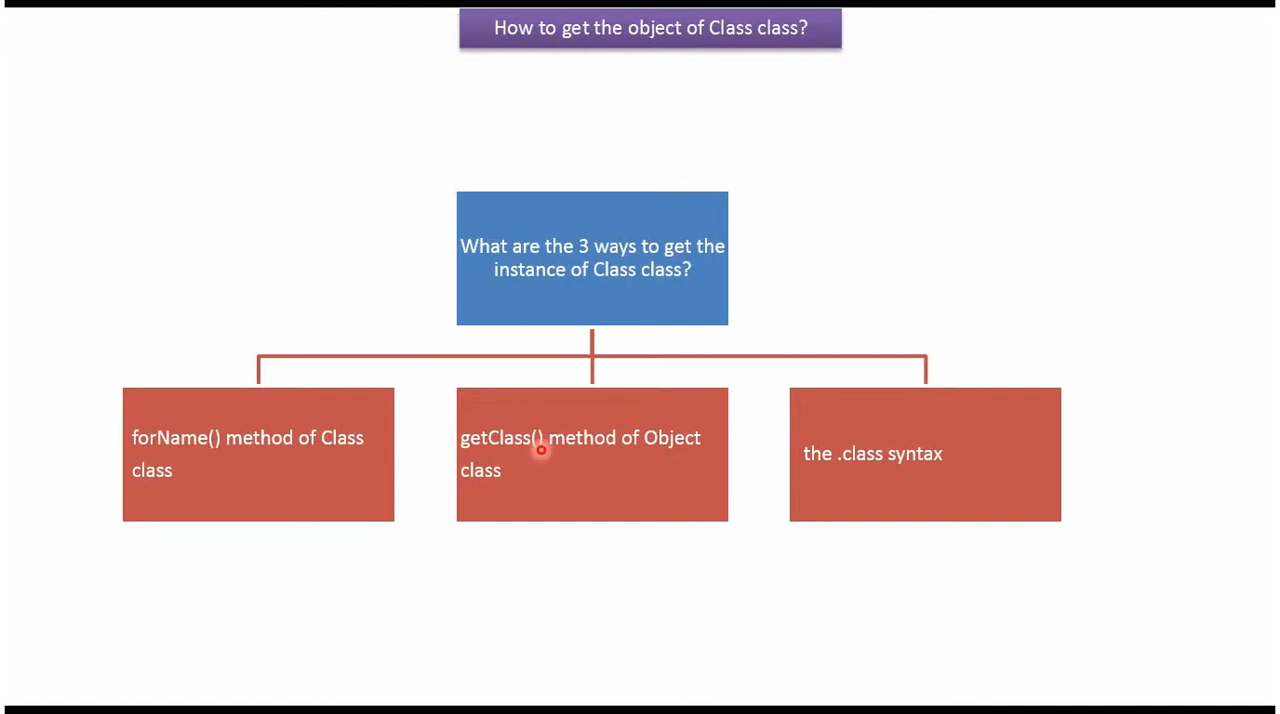 How to get the object of Class class?
What are the 3 ways to get the
instance of Class class?
forName() method of Class
class
getClass() method of Object
class
the .class syntax